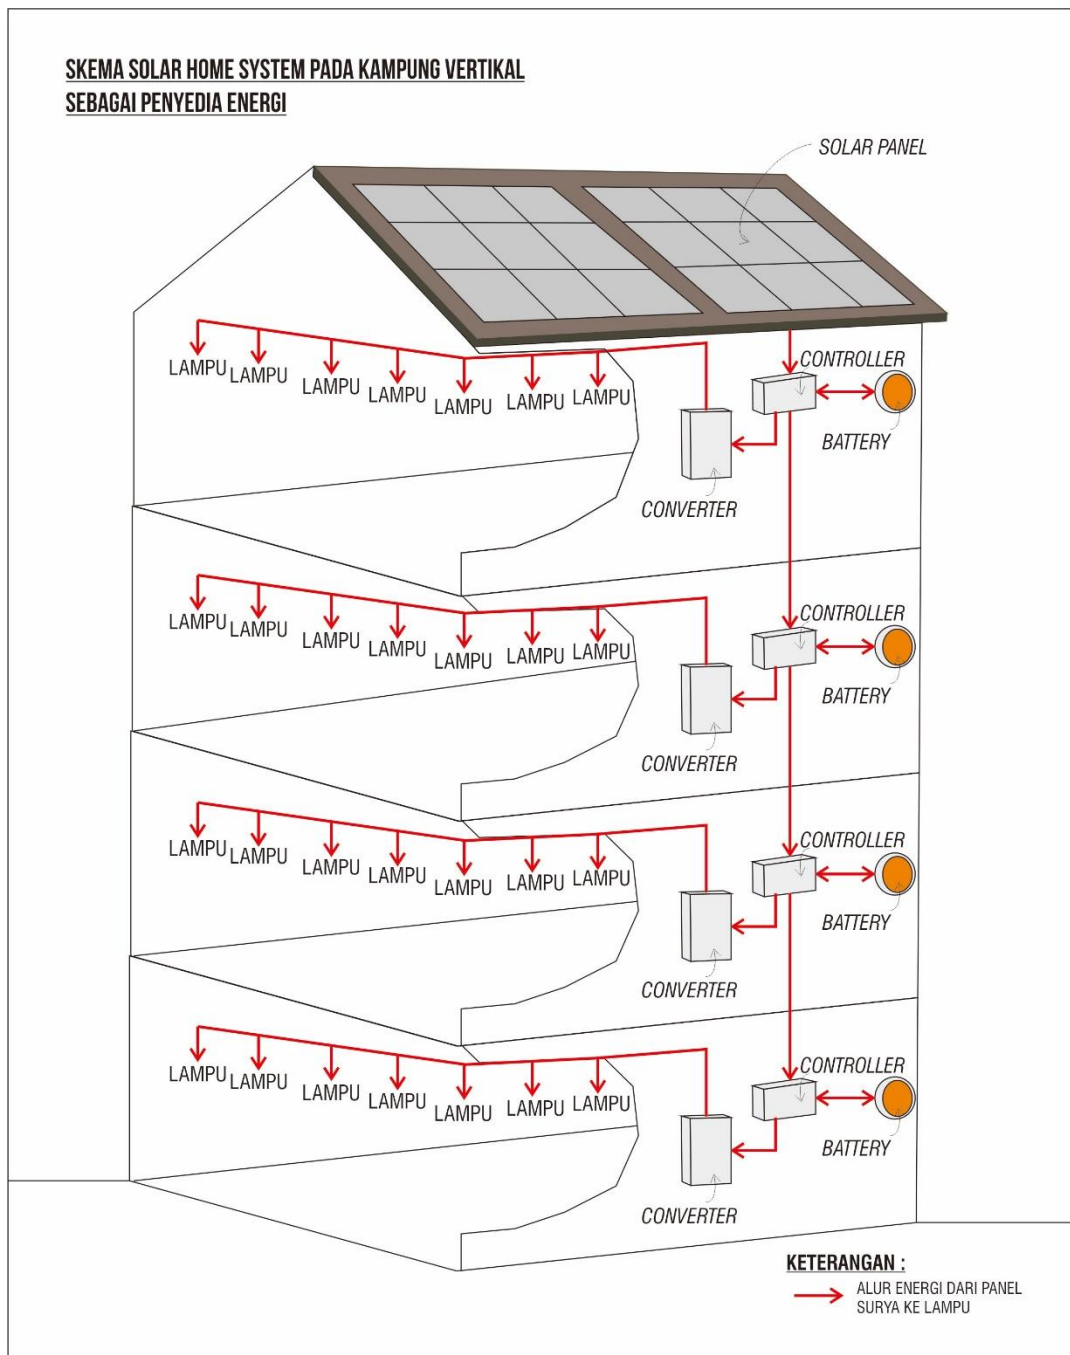 SKEMA SOLAR HOME SYSTEM PADA KAMPUNG VERTIKAL
SEBAGAI PENYEDIA ENERGI
SOLAR PANEL
CONTROLLER
LAMPU
LAMPU
LAMPU
LAMPU
LAMPU
LAMPU
LAMPU
BATTERY
CONVERTER
CONTROLLER
LAMPU
LAMPU
LAMPU
LAMPU
LAMPU
LAMPU
LAMPU
BATTERY
CONVERTER
CONTROLLER
LAMPU
LAMPU
LAMPU
LAMPU
LAMPU
LAMPU
LAMPU
BATTERY
CONVERTER
CONTROLLER
LAMPU
LAMPU
LAMPU
LAMPU
LAMPU
LAMPU
LAMPU
BATTERY
CONVERTER
KETERANGAN :
ALUR ENERGI DARI PANEL
SURYA KE LAMPU